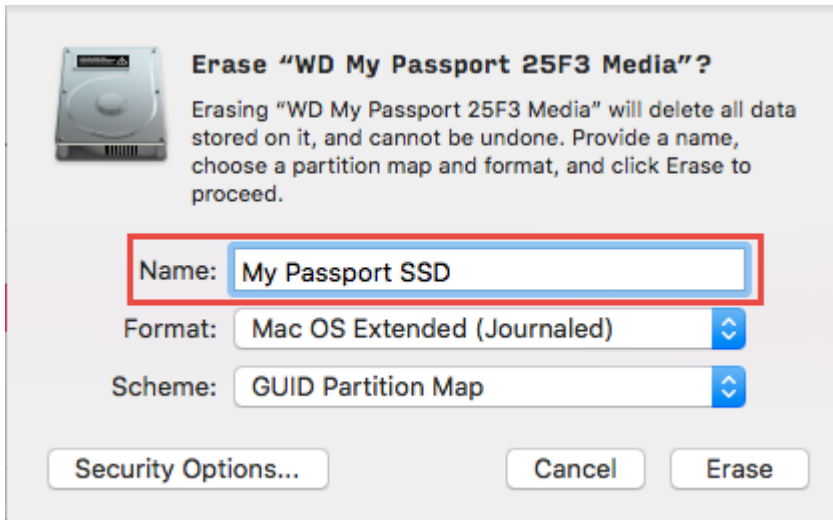 Erase “WD My Passport 25F3 Media”?
Erasing “WD My Passport 25F3 Media” will delete all data
stored on it, and cannot be undone. Provide a name,
choose a partition map and format, and click Erase to
proceed.
Name: My Passport SSD
Format: Mac OS Extended (Journaled)
Scheme: GUID Partition Map
Security Options... Cancel Erase